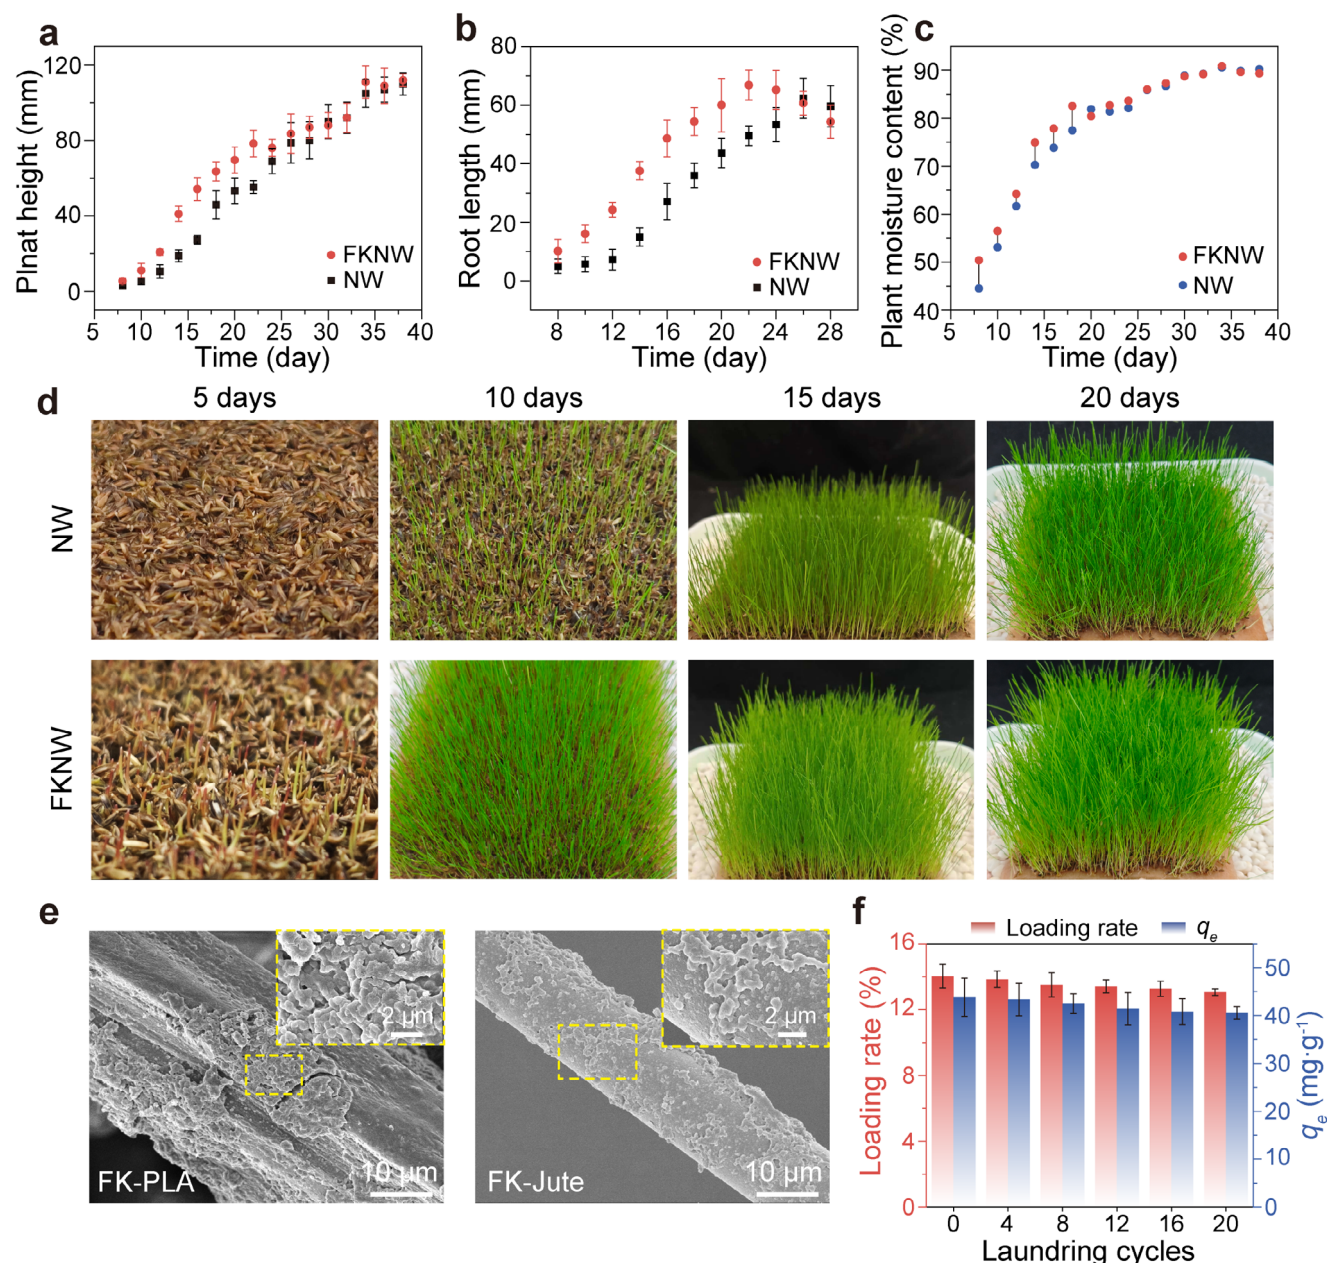 a
Plnat height (mm)
120
80
40
0
5 10 15 20 25 30 35 40
Time (day)
FKNW
NW
b
Root length (mm)
80
60
40
20
0
8 12 16 20 24 28
Time (day)
FKNW
NW
c
Plant moisture content (%)
90
80
70
60
50
40
5 10 15 20 25 30 35 40
Time (day)
FKNW
NW
d
5 days 10 days 15 days 20 days
NW
FKNW
e
2 μm
FK-PLA
10 μm
2 μm
FK-Jute
10 μm
f
Loading rate qe
Loading rate (%)
16
12
8
4
0
50
40
30
20
10
0
qe (mg·g-1)
0 4 8 12 16 20
Laundring cycles